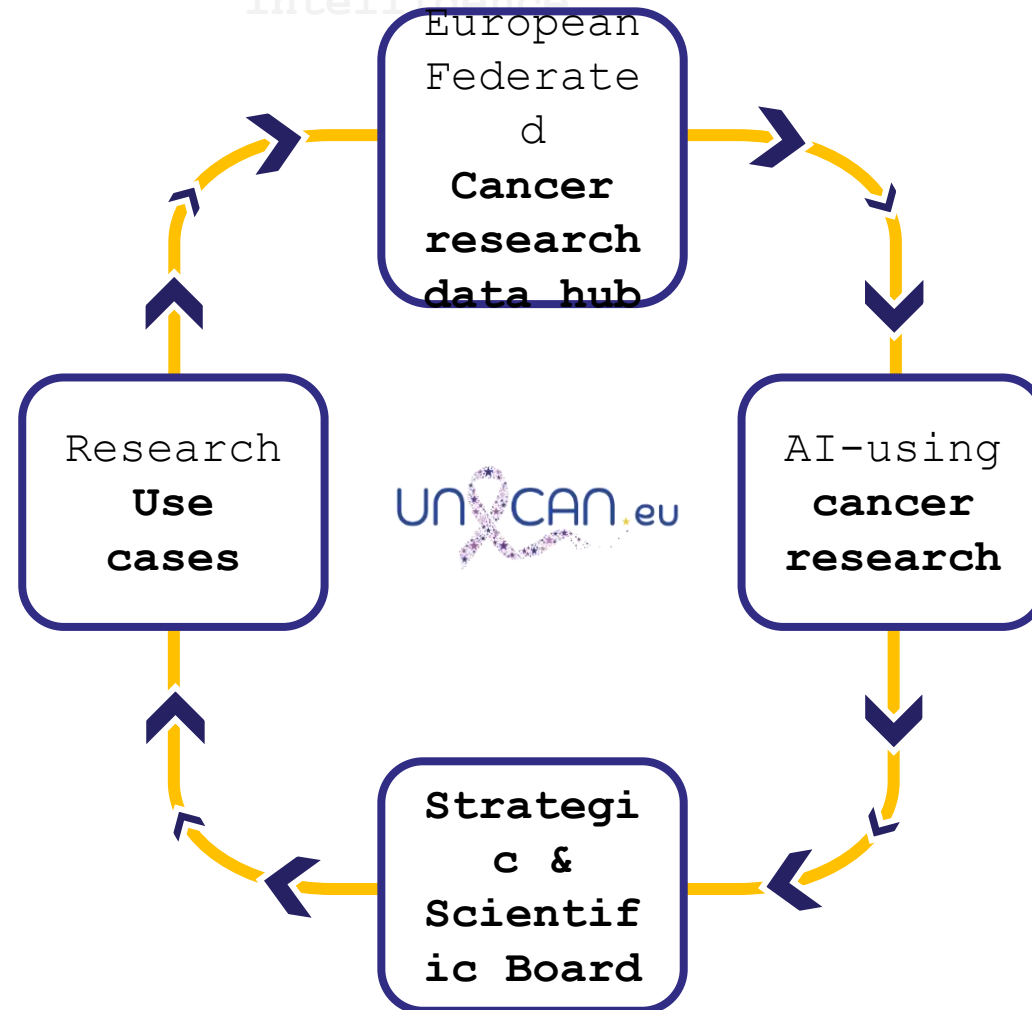 intelligence
European
Federate
d
Cancer
research
data hub
Research
Use
cases
UNCAN.eu
AI-using
cancer
research
Strategi
c &
Scientif
ic Board